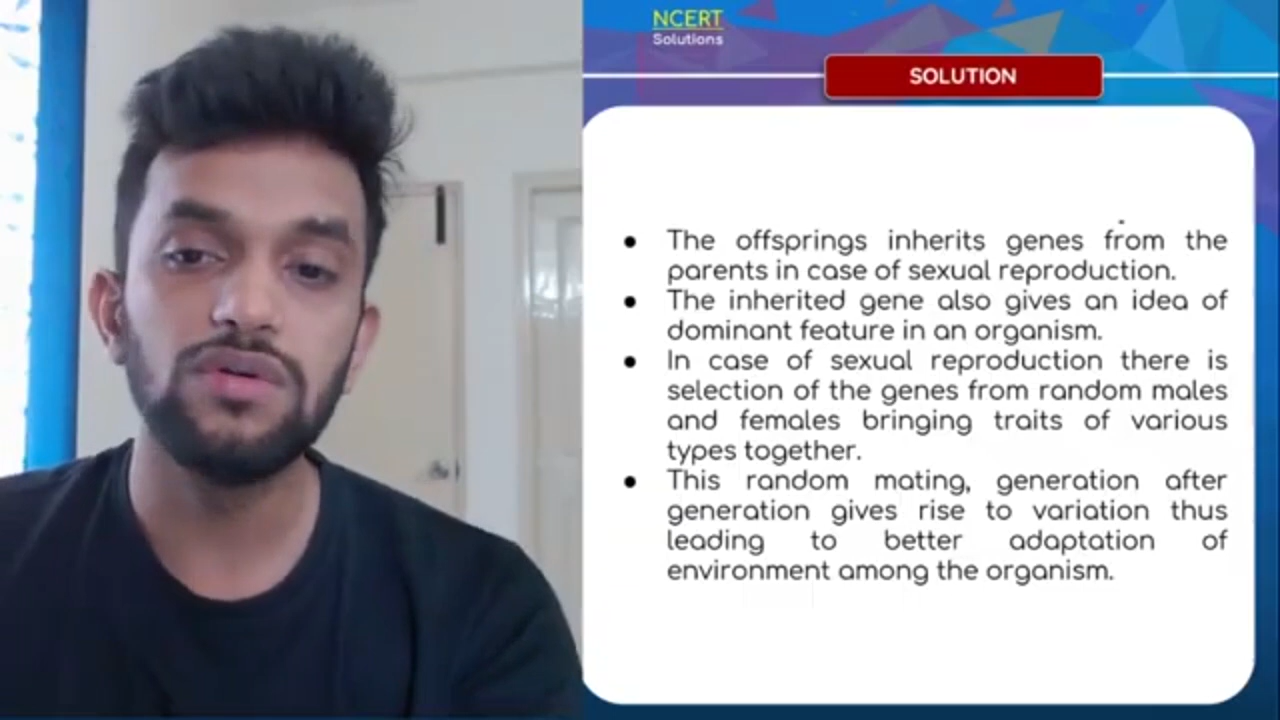 NCERT
Solutions
SOLUTION
● The offsprings inherits genes from the
parents in case of sexual reproduction.
● The inherited gene also gives an idea of
dominant feature in an organism.
● In case of sexual reproduction there is
selection of the genes from random males
and females bringing traits of various
types together.
● This random mating, generation after
generation gives rise to variation thus
leading to better adaptation of
environment among the organism.